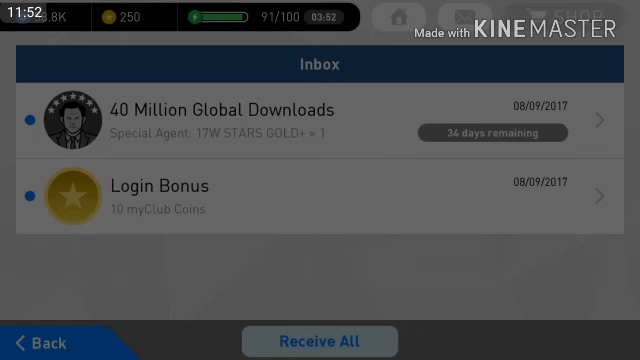 11:52
250
91/100
03:52
Made with KINEMASTER
SHOP
Inbox
40 Million Global Downloads
08/09/2017
Special Agent: 17W STARS GOLD+ × 1
34 days remaining
Login Bonus
08/09/2017
10 myClub Coins
Back
Receive All